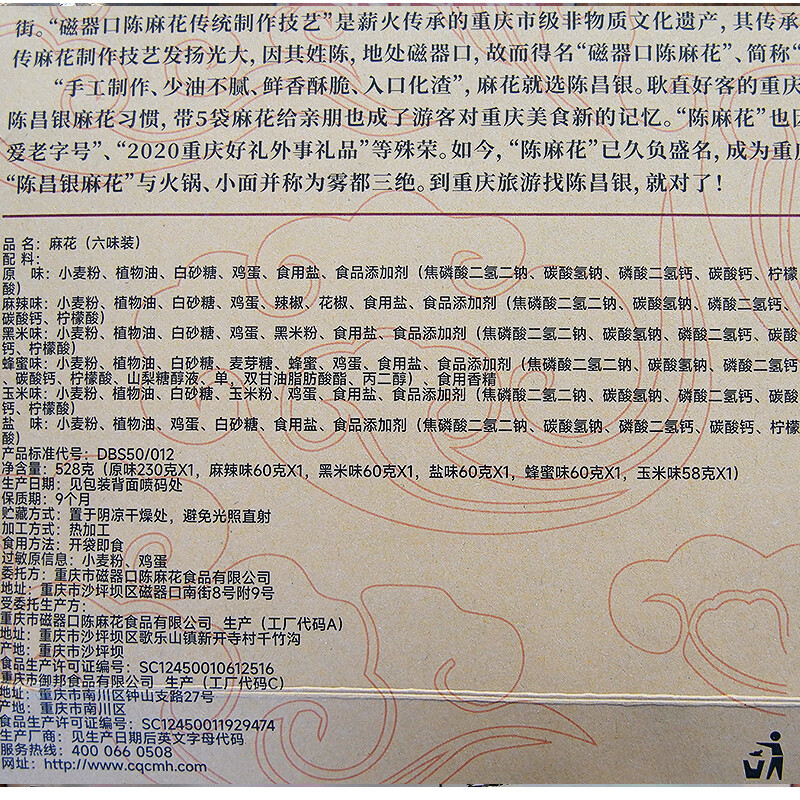 街。“磁器口陈麻花传统制作技艺”是薪火传承的重庆市级非物质文化遗产，其传承
传麻花制作技艺发扬光大，因其姓陈，地处磁器口，故而得名“磁器口陈麻花”、简称“
“手工制作、少油不腻、鲜香酥脆、入口化渣”，麻花就选陈昌银。耿直好客的重庆
陈昌银麻花习惯，带5袋麻花给亲朋也成了游客对重庆美食新的记忆。“陈麻花”也因
爱老字号”、“2020重庆好礼外事礼品”等殊荣。如今，“陈麻花”已久负盛名，成为重庆
“陈昌银麻花”与火锅、小面并称为雾都三绝。到重庆旅游找陈昌银，就对了！
品 名：麻花（六味装）
配 料：
原　味：小麦粉、植物油、白砂糖、鸡蛋、食用盐、食品添加剂（焦磷酸二氢二钠、碳酸氢钠、磷酸二氢钙、碳酸钙、柠檬
酸）
麻辣味：小麦粉、植物油、白砂糖、鸡蛋、辣椒、花椒、食用盐、食品添加剂（焦磷酸二氢二钠、碳酸氢钠、磷酸二氢钙、
碳酸钙、柠檬酸）
黑米味：小麦粉、植物油、白砂糖、鸡蛋、黑米粉、食用盐、食品添加剂（焦磷酸二氢二钠、碳酸氢钠、磷酸二氢钙、碳酸
钙、柠檬酸）
蜂蜜味：小麦粉、植物油、白砂糖、麦芽糖、蜂蜜、鸡蛋、食用盐、食品添加剂（焦磷酸二氢二钠、碳酸氢钠、磷酸二氢钙
、碳酸钙、柠檬酸、山梨糖醇液、单，双甘油脂肪酸酯、丙二醇）、食用香精
玉米味：小麦粉、植物油、白砂糖、玉米粉、鸡蛋、食用盐、食品添加剂（焦磷酸二氢二钠、碳酸氢钠、磷酸二氢钙、碳酸
钙、柠檬酸）
盐　味：小麦粉、植物油、鸡蛋、白砂糖、食用盐、食品添加剂（焦磷酸二氢二钠、碳酸氢钠、磷酸二氢钙、碳酸钙、柠檬
酸）
产品标准代号：DBS50/012
净含量：528克（原味230克X1，麻辣味60克X1，黑米味60克X1，盐味60克X1，蜂蜜味60克X1，玉米味58克X1）
生产日期：见包装背面喷码处
保质期：9个月
贮藏方式：置于阴凉干燥处，避免光照直射
加工方式：热加工
食用方法：开袋即食
过敏原信息：小麦粉、鸡蛋
委托方：重庆市磁器口陈麻花食品有限公司
地址：重庆市沙坪坝区磁器口南街8号附9号
受委托生产方：
重庆市磁器口陈麻花食品有限公司 生产（工厂代码A）
地址：重庆市沙坪坝区歌乐山镇新开寺村千竹沟
产地：重庆市沙坪坝
食品生产许可证编号：SC12450010612516
重庆市御邦食品有限公司 生产（工厂代码C）
地址：重庆市南川区钟山支路27号
产地：重庆市南川区
食品生产许可证编号：SC12450011929474
生产厂商：见生产日期后英文字母代码
服务热线：400 066 0508
网址：http://www.cqcmh.com